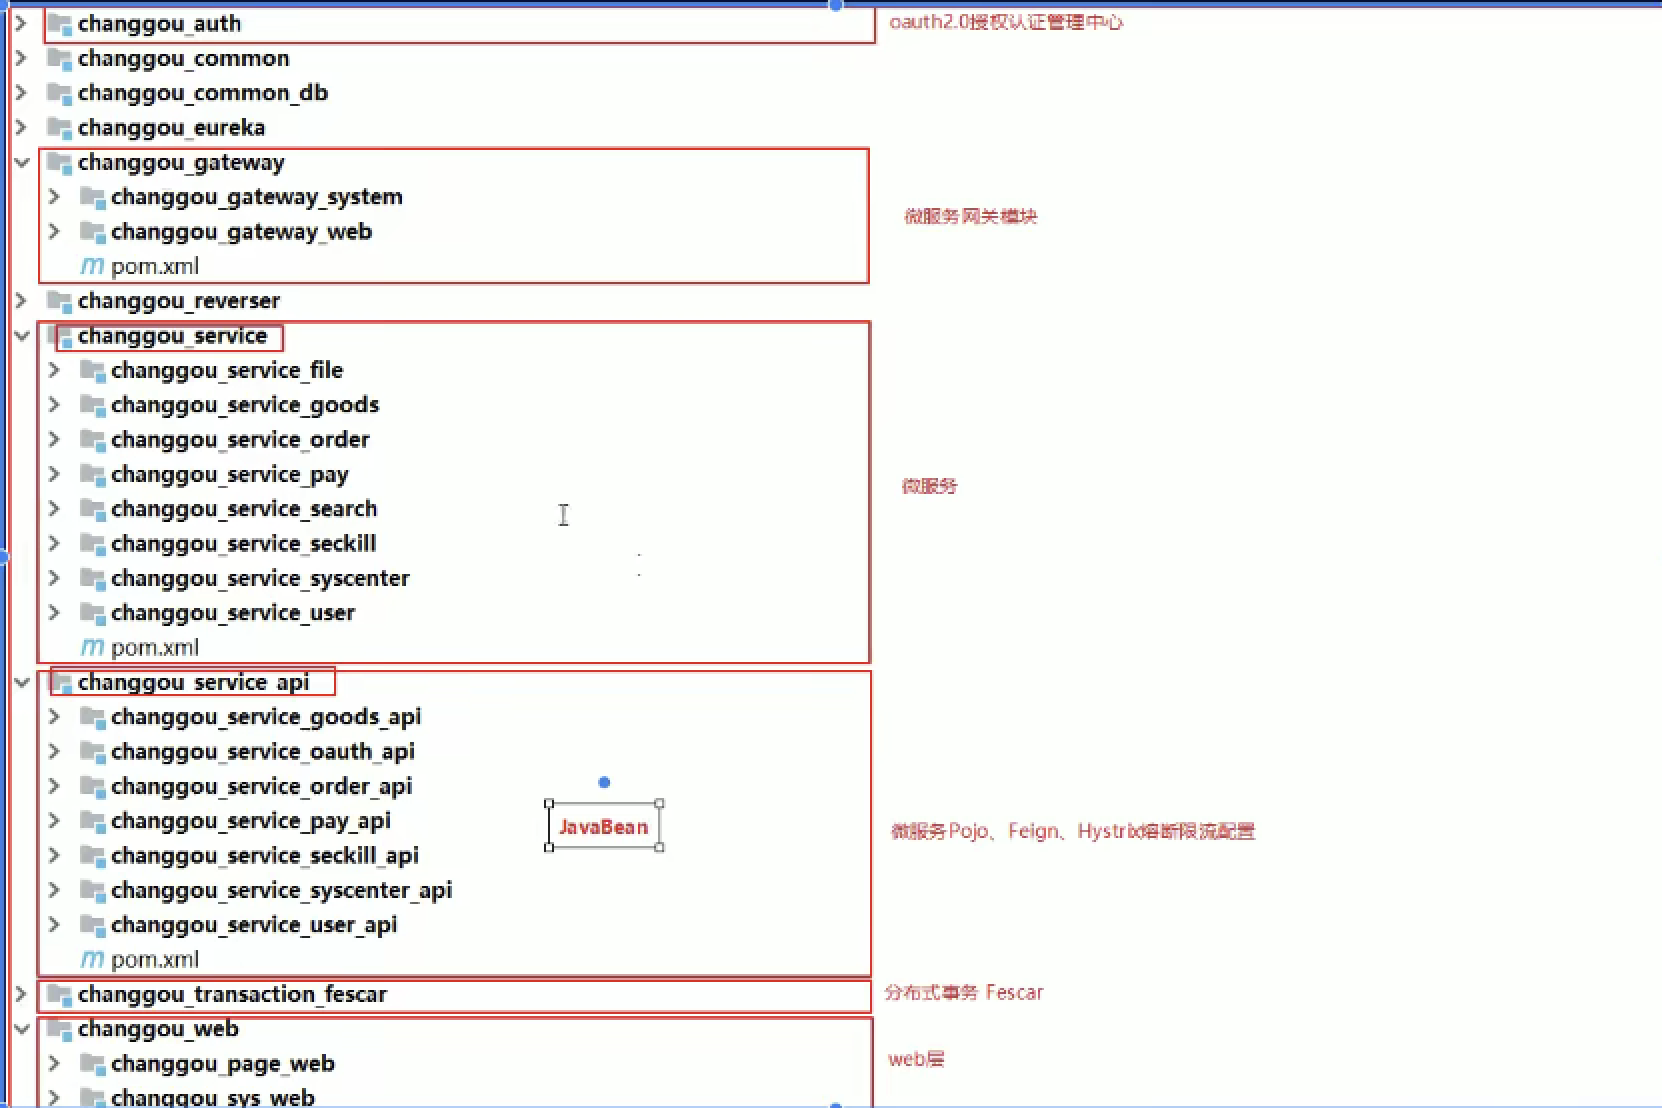 changgou_auth
oauth2.0授权认证管理中心
changgou_common
changgou_common_db
changgou_eureka
changgou_gateway
changgou_gateway_system
changgou_gateway_web
微服务网关模块
pom.xml
changgou_reverser
changgou_service
changgou_service_file
changgou_service_goods
changgou_service_order
changgou_service_pay
微服务
changgou_service_search
changgou_service_seckill
changgou_service_syscenter
changgou_service_user
pom.xml
changgou_service_api
changgou_service_goods_api
changgou_service_oauth_api
changgou_service_order_api
changgou_service_pay_api
JavaBean
微服务Pojo、Feign、Hystrix熔断限流配置
changgou_service_seckill_api
changgou_service_syscenter_api
changgou_service_user_api
pom.xml
changgou_transaction_fescar
分布式事务 Fescar
changgou_web
changgou_page_web
web层
changgou_sys_web